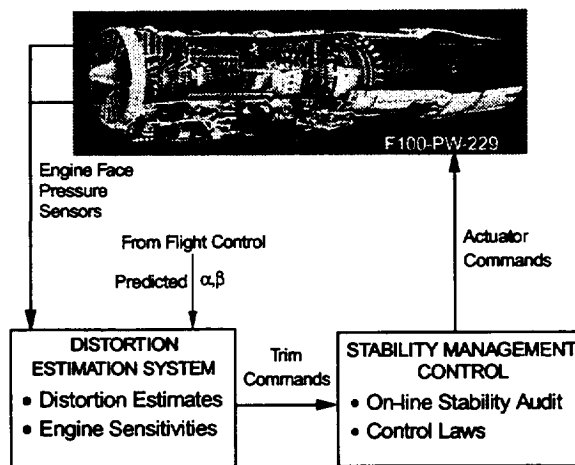 F100-PW-229
Engine Face
Pressure
Sensors
From Flight Control
Predicted α,β
Actuator
Commands
DISTORTION
ESTIMATION SYSTEM
• Distortion Estimates
• Engine Sensitivities
Trim
Commands
STABILITY MANAGEMENT
CONTROL
• On-line Stability Audit
• Control Laws